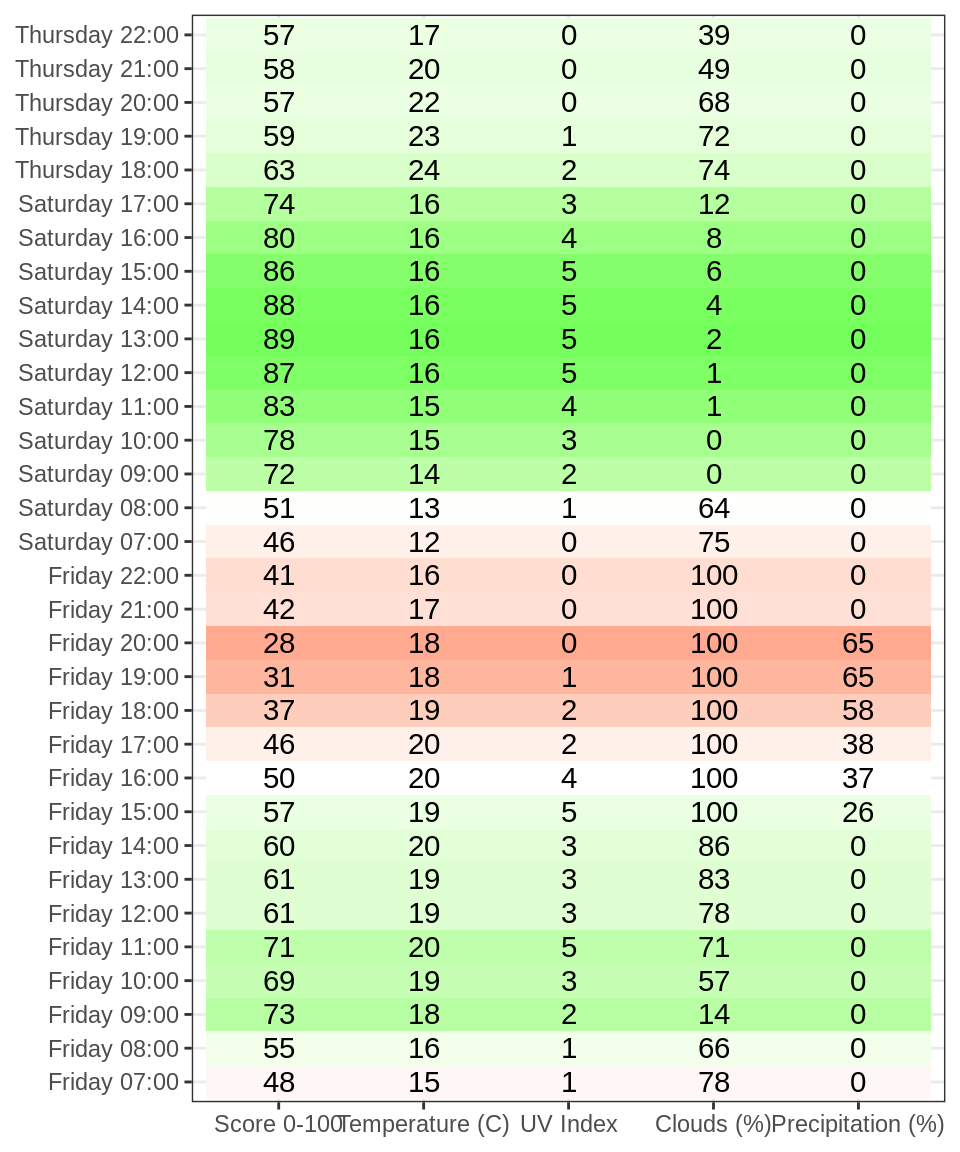 Thursday 22:00 57 17 0 39 0
Thursday 21:00 58 20 0 49 0
Thursday 20:00 57 22 0 68 0
Thursday 19:00 59 23 1 72 0
Thursday 18:00 63 24 2 74 0
Saturday 17:00 74 16 3 12 0
Saturday 16:00 80 16 4 8 0
Saturday 15:00 86 16 5 6 0
Saturday 14:00 88 16 5 4 0
Saturday 13:00 89 16 5 2 0
Saturday 12:00 87 16 5 1 0
Saturday 11:00 83 15 4 1 0
Saturday 10:00 78 15 3 0 0
Saturday 09:00 72 14 2 0 0
Saturday 08:00 51 13 1 64 0
Saturday 07:00 46 12 0 75 0
Friday 22:00 41 16 0 100 0
Friday 21:00 42 17 0 100 0
Friday 20:00 28 18 0 100 65
Friday 19:00 31 18 1 100 65
Friday 18:00 37 19 2 100 58
Friday 17:00 46 20 2 100 38
Friday 16:00 50 20 4 100 37
Friday 15:00 57 19 5 100 26
Friday 14:00 60 20 3 86 0
Friday 13:00 61 19 3 83 0
Friday 12:00 61 19 3 78 0
Friday 11:00 71 20 5 71 0
Friday 10:00 69 19 3 57 0
Friday 09:00 73 18 2 14 0
Friday 08:00 55 16 1 66 0
Friday 07:00 48 15 1 78 0
Score 0-100 Temperature (C) UV Index Clouds (%) Precipitation (%)